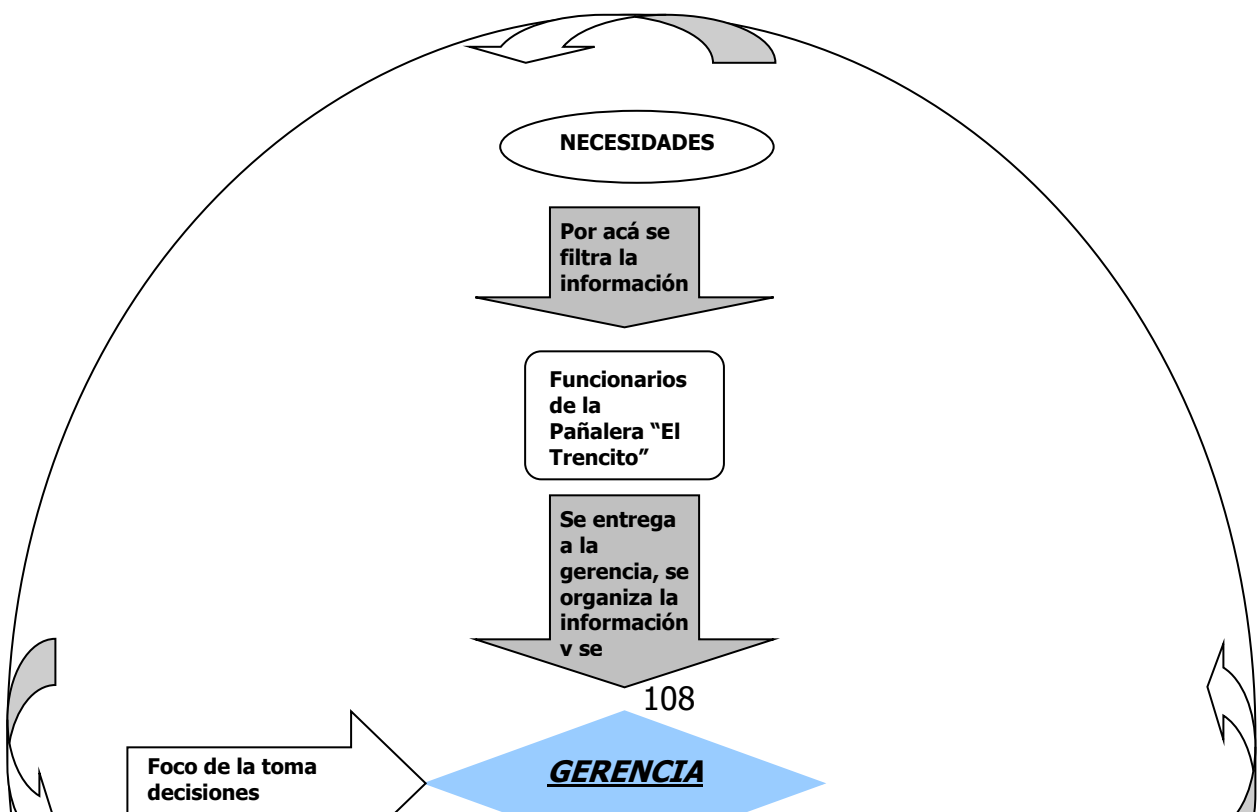 NECESIDADES
Por acá se
filtra la
información
Funcionarios
de la
Pañalera “El
Trencito”
Se entrega
a la
gerencia, se
organiza la
información
y se
108
GERENCIA
Foco de la toma
decisiones